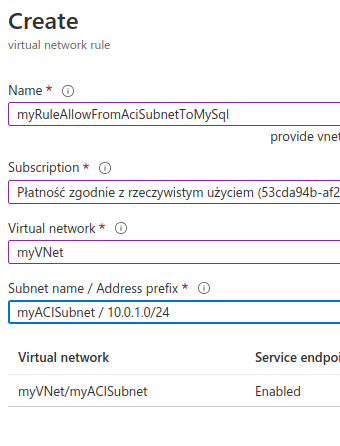 Create
virtual network rule
Name *
myRuleAllowFromAciSubnetToMySql
provide vnet
Subscription *
Płatność zgodnie z rzeczywistym użyciem (53cda94b-af2
Virtual network *
myVNet
Subnet name / Address prefix *
myACISubnet / 10.0.1.0/24
Virtual network Service endpoi
myVNet/myACISubnet Enabled